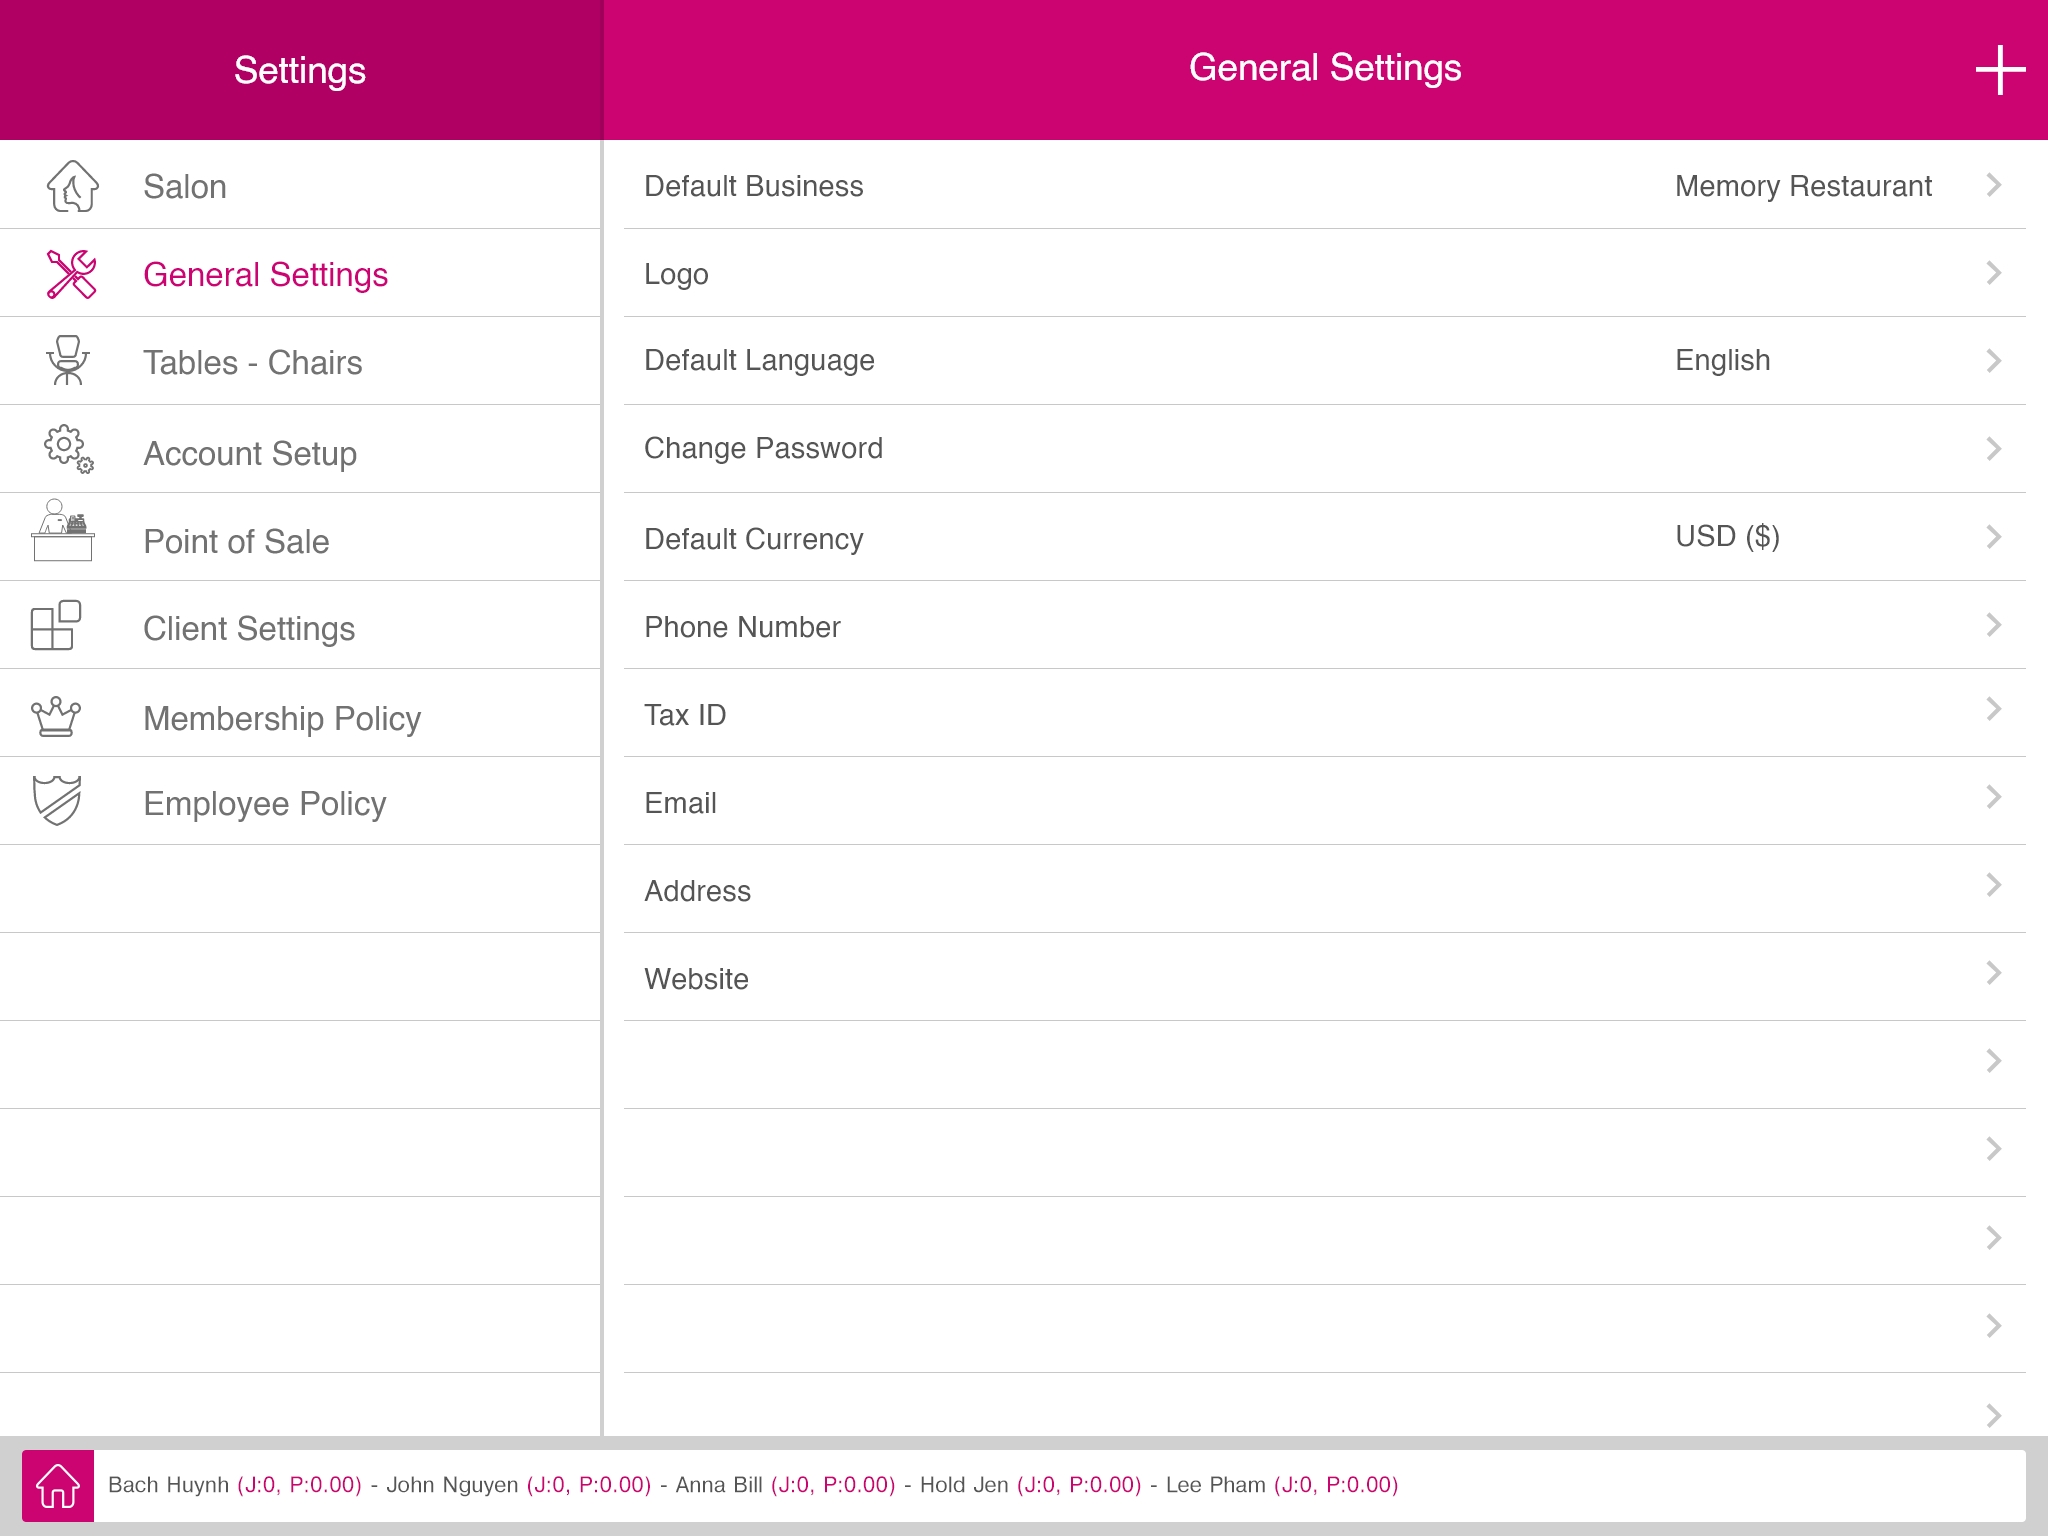 Settings
General Settings
Salon
General Settings
Tables - Chairs
Account Setup
Point of Sale
Client Settings
Membership Policy
Employee Policy
Default Business Memory Restaurant
Logo
Default Language English
Change Password
Default Currency USD ($)
Phone Number
Tax ID
Email
Address
Website
Bach Huynh (J:0, P:0.00) - John Nguyen (J:0, P:0.00) - Anna Bill (J:0, P:0.00) - Hold Jen (J:0, P:0.00) - Lee Pham (J:0, P:0.00)